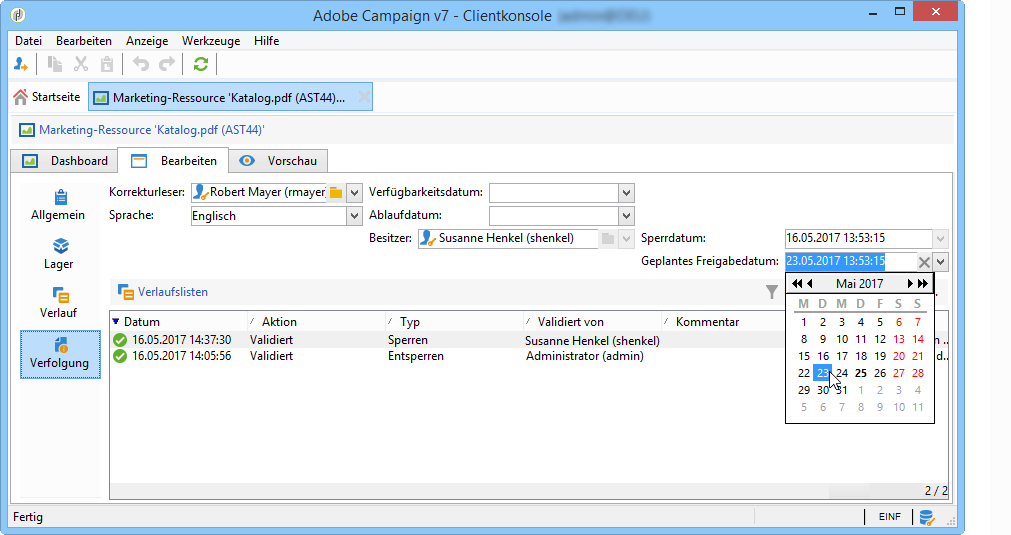 Adobe Campaign v7 - Clientkonsole
Datei Bearbeiten Anzeige Werkzeuge Hilfe
Startseite Marketing-Ressource 'Katalog.pdf (AST44)...
Marketing-Ressource 'Katalog.pdf (AST44)'
Dashboard Bearbeiten Vorschau
Allgemein
Lager
Verlauf
Verfolgung
Korrekturleser: Robert Mayer (rmayer Verfügbarkeitsdatum:
Sprache: Englisch Ablaufdatum:
Besitzer: Susanne Henkel (shenkel) Sperrdatum: 16.05.2017 13:53:15
Geplantes Freigabedatum: 23.05.2017 13:53:15
Verlaufslisten
Datum Aktion Typ Validiert von Kommentar
16.05.2017 14:37:30 Validiert Sperren Susanne Henkel (shenkel)
16.05.2017 14:05:56 Validiert Entsperren Administrator (admin)
Mai 2017
M D M D F S S
1 2 3 4 5 6 7
8 9 10 11 12 13 14
15 16 17 18 19 20 21
22 23 24 25 26 27 28
29 30 31 1 2 3 4
5 6 7 8 9 10 11
2 / 2
Fertig EINF